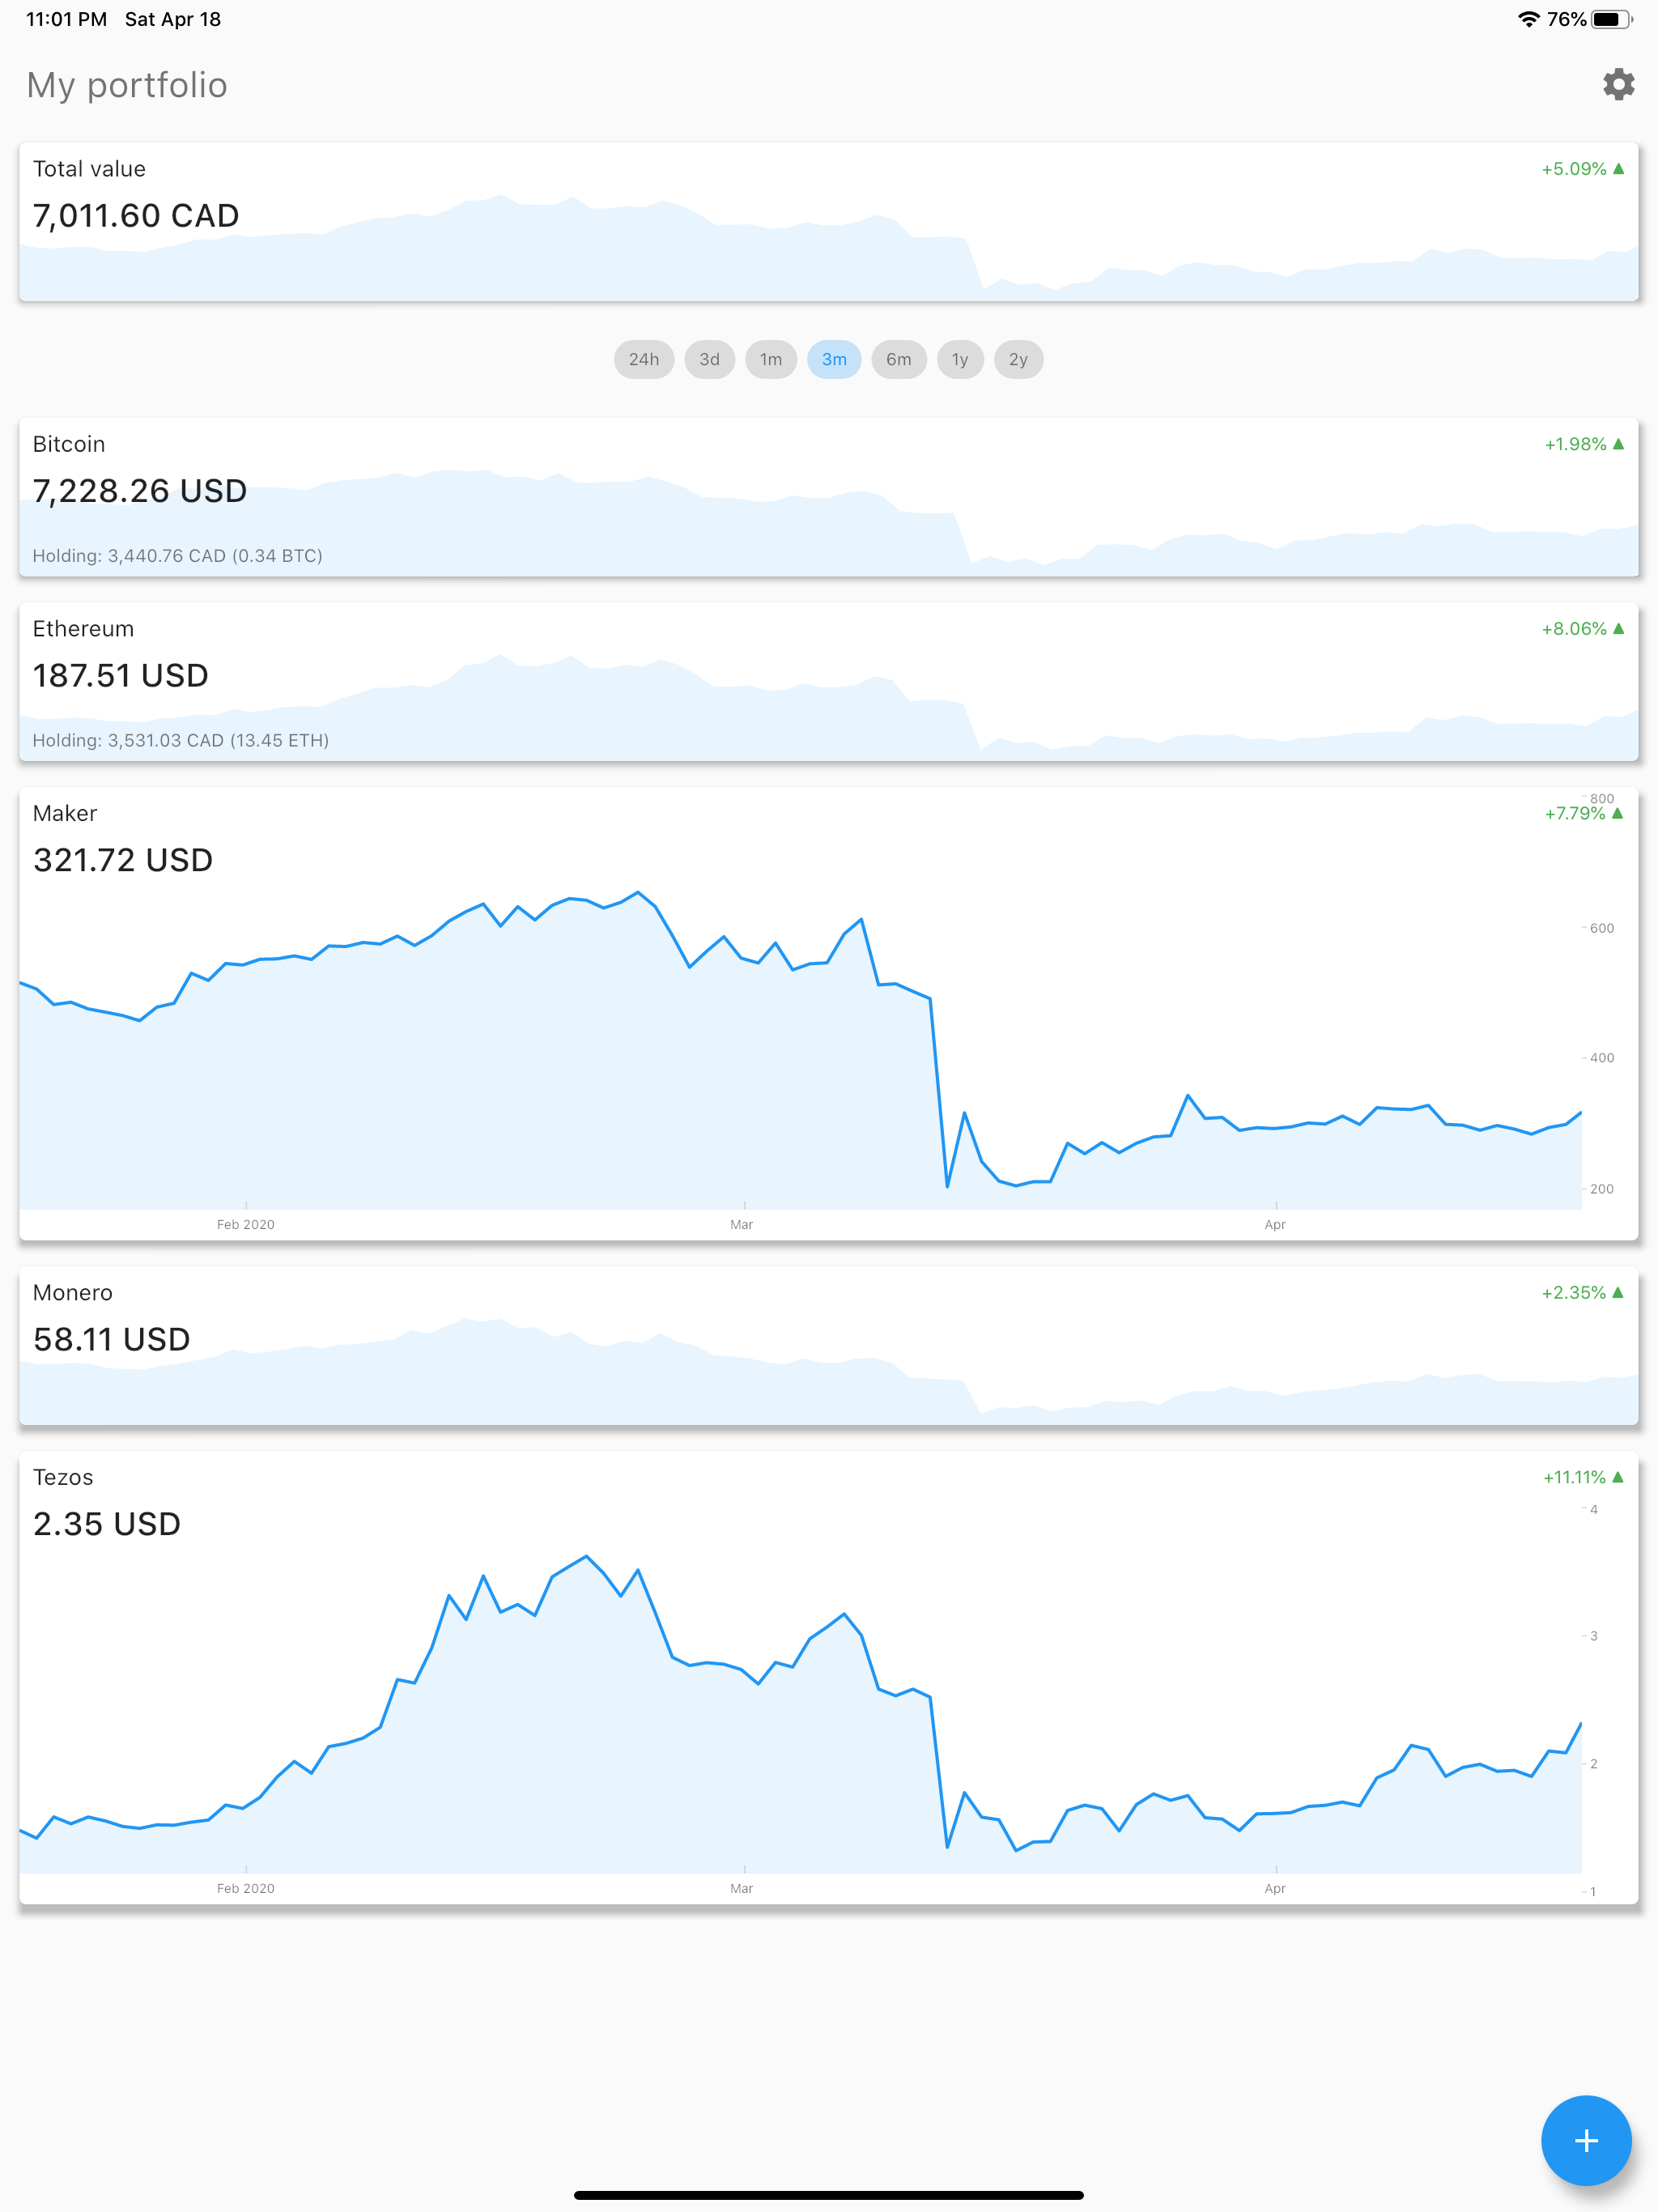 11:01 PM Sat Apr 18
76%
My portfolio
Total value
+5.09% ▲
7,011.60 CAD
24h 3d 1m 3m 6m 1y 2y
Bitcoin
+1.98% ▲
7,228.26 USD
Holding: 3,440.76 CAD (0.34 BTC)
Ethereum
+8.06% ▲
187.51 USD
Holding: 3,531.03 CAD (13.45 ETH)
Maker
800
+7.79% ▲
321.72 USD
600
400
200
Feb 2020 Mar Apr
Monero
+2.35% ▲
58.11 USD
Tezos
+11.11% ▲
4
2.35 USD
3
2
Feb 2020 Mar Apr
1
+